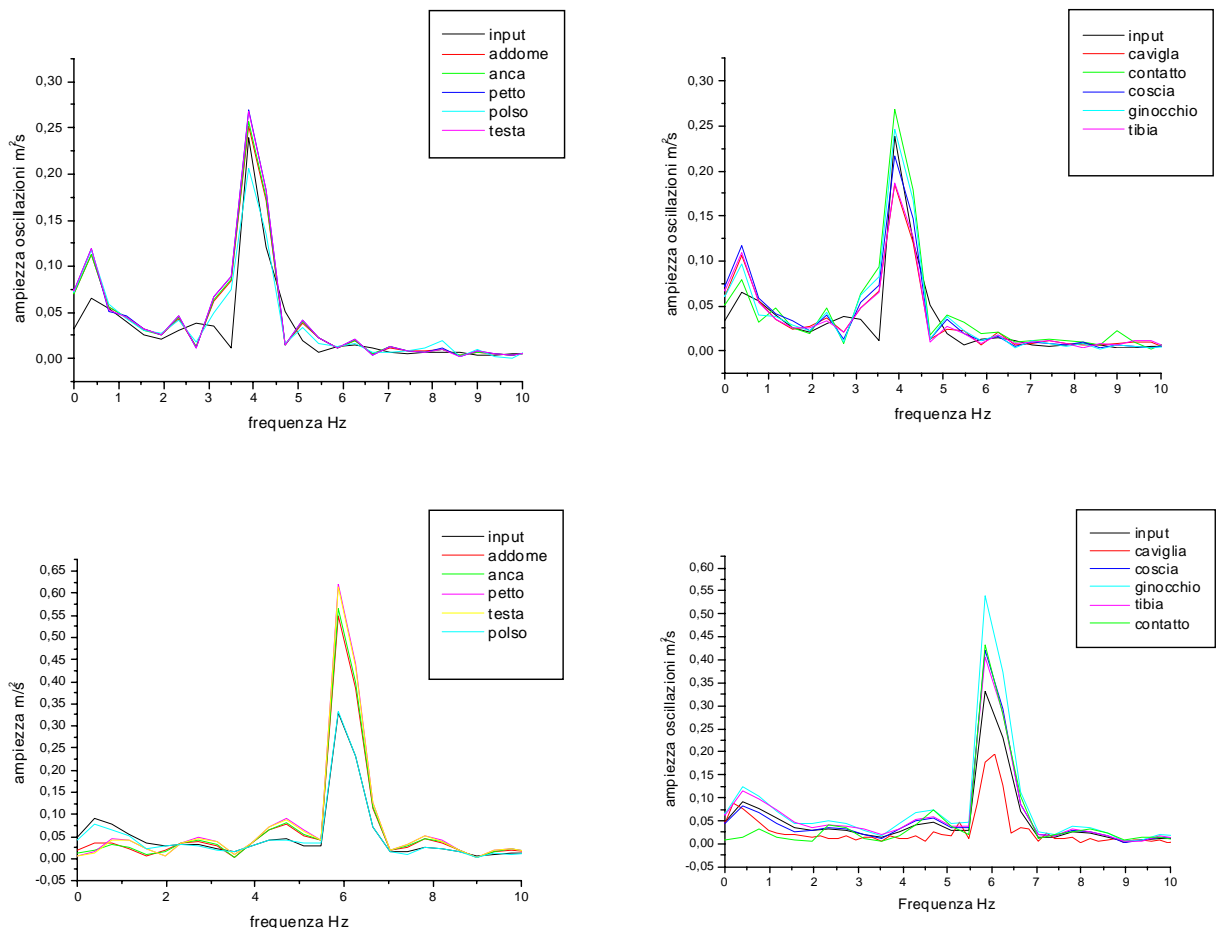 input
addome
anca
petto
polso
testa
0,30
0,25
0,20
0,15
0,10
0,05
0,00
ampiezza oscillazioni m/s²
0 1 2 3 4 5 6 7 8 9 10
frequenza Hz
input
cavigla
contatto
coscia
ginocchio
tibia
0,30
0,25
0,20
0,15
0,10
0,05
0,00
ampiezza oscillazioni m/s²
0 1 2 3 4 5 6 7 8 9 10
frequenza Hz
input
addome
anca
petto
testa
polso
0,65
0,60
0,55
0,50
0,45
0,40
0,35
0,30
0,25
0,20
0,15
0,10
0,05
0,00
-0,05
ampiezza m/s²
0 2 4 6 8 10
frequenza Hz
input
caviglia
coscia
ginocchio
tibia
contatto
0,60
0,55
0,50
0,45
0,40
0,35
0,30
0,25
0,20
0,15
0,10
0,05
0,00
-0,05
ampiezza oscillazioni m/s²
0 1 2 3 4 5 6 7 8 9 10
Frequenza Hz